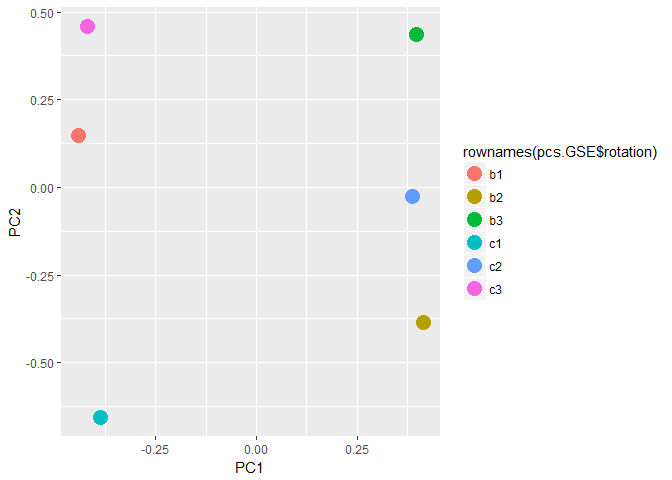 0.50
0.25
0.00
-0.25
-0.50
PC2
-0.25
0.00
0.25
PC1
rownames(pcs.GSE$rotation)
b1
b2
b3
c1
c2
c3